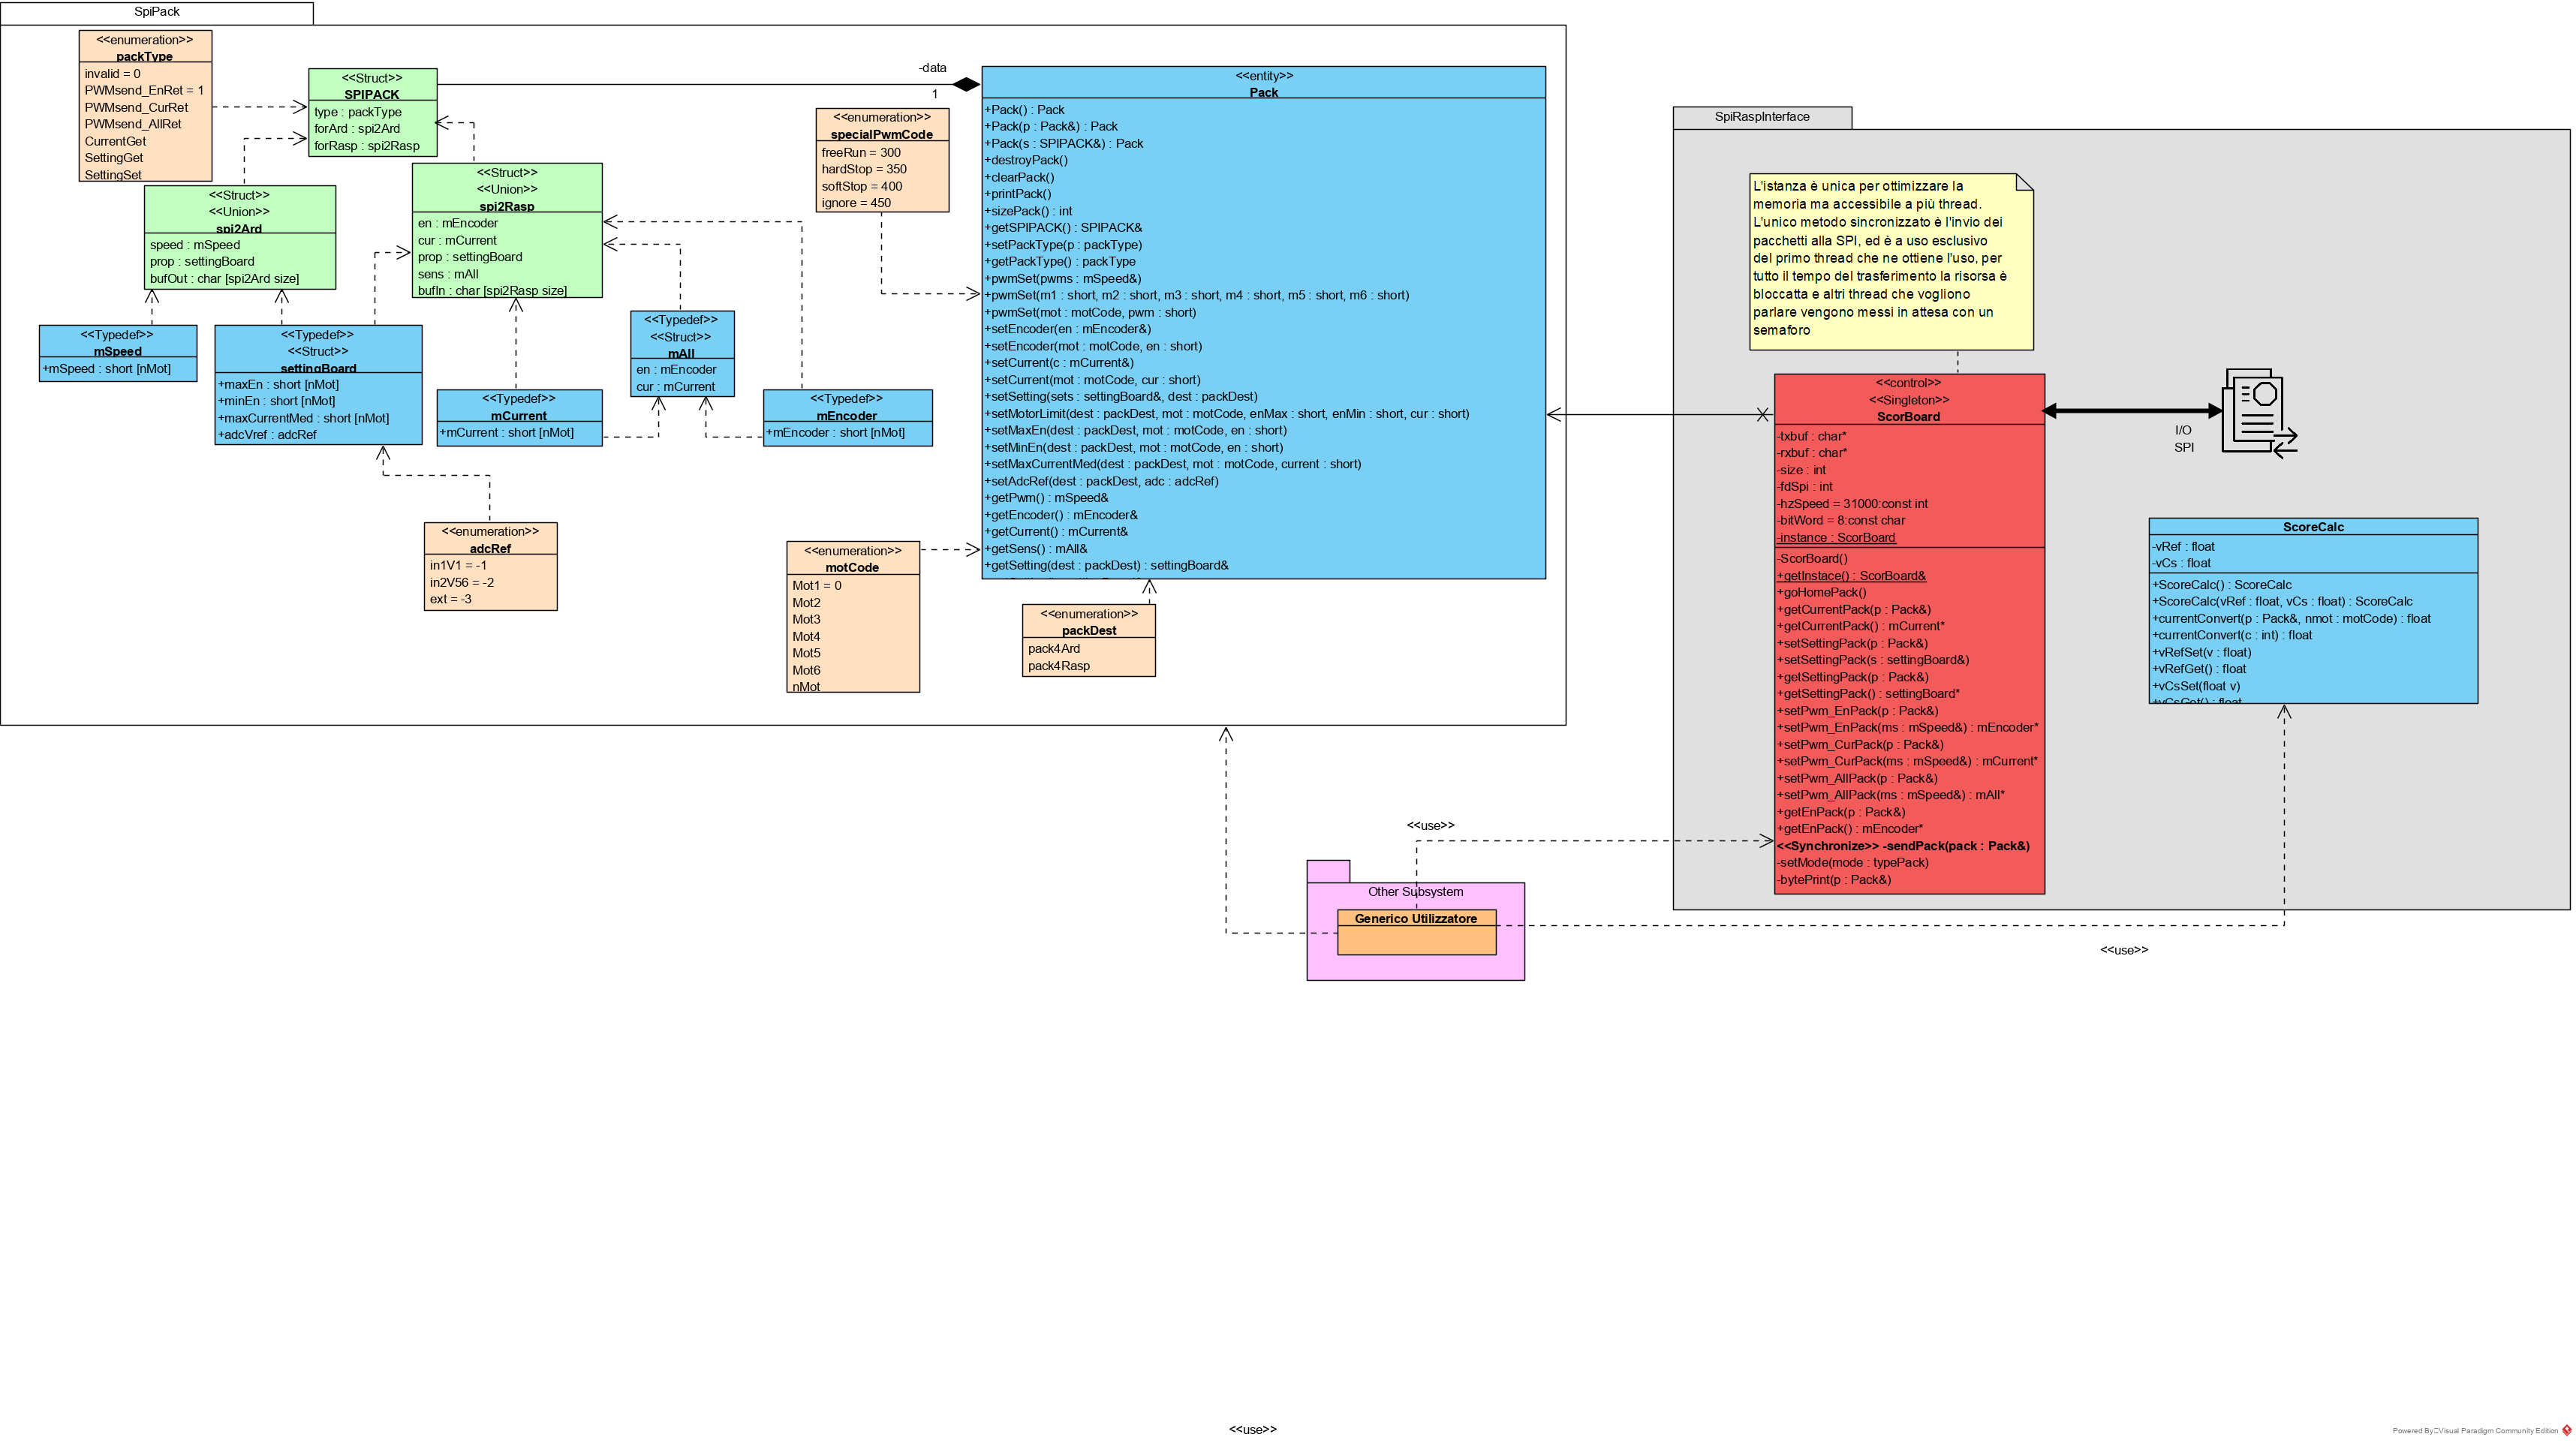 SpiPack
<<enumeration>>
packType
invalid = 0
PWMsend_EnRet = 1
PWMsend_CurRet
PWMsend_AllRet
CurrentGet
SettingGet
SettingSet
<<Struct>>
SPIPACK
type : packType
forArd : spi2Ard
forRasp : spi2Rasp
-data
1
<<Struct>>
<<Union>>
spi2Ard
speed : mSpeed
prop : settingBoard
bufOut : char [spi2Ard size]
<<Struct>>
<<Union>>
spi2Rasp
en : mEncoder
cur : mCurrent
prop : settingBoard
sens : mAll
bufIn : char [spi2Rasp size]
<<enumeration>>
specialPwmCode
freeRun = 300
hardStop = 350
softStop = 400
ignore = 450
<<Typedef>>
mSpeed
+mSpeed : short [nMot]
<<Typedef>>
<<Struct>>
settingBoard
+maxEn : short [nMot]
+minEn : short [nMot]
+maxCurrentMed : short [nMot]
+adcVref : adcRef
<<Typedef>>
mCurrent
+mCurrent : short [nMot]
<<Typedef>>
<<Struct>>
mAll
en : mEncoder
cur : mCurrent
<<Typedef>>
mEncoder
+mEncoder : short [nMot]
<<enumeration>>
adcRef
in1V1 = -1
in2V56 = -2
ext = -3
<<enumeration>>
motCode
Mot1 = 0
Mot2
Mot3
Mot4
Mot5
Mot6
nMot
<<entity>>
Pack
+Pack() : Pack
+Pack(p : Pack&) : Pack
+Pack(s : SPIPACK&) : Pack
+destroyPack()
+clearPack()
+printPack()
+sizePack() : int
+getSPIPACK() : SPIPACK&
+setPackType(p : packType)
+getPackType() : packType
+pwmSet(pwms : mSpeed&)
+pwmSet(m1 : short, m2 : short, m3 : short, m4 : short, m5 : short, m6 : short)
+pwmSet(mot : motCode, pwm : short)
+setEncoder(en : mEncoder&)
+setEncoder(mot : motCode, en : short)
+setCurrent(c : mCurrent&)
+setCurrent(mot : motCode, cur : short)
+setSetting(sets : settingBoard&, dest : packDest)
+setMotorLimit(dest : packDest, mot : motCode, enMax : short, enMin : short, cur : short)
+setMaxEn(dest : packDest, mot : motCode, en : short)
+setMinEn(dest : packDest, mot : motCode, en : short)
+setMaxCurrentMed(dest : packDest, mot : motCode, current : short)
+setAdcRef(dest : packDest, adc : adcRef)
+getPwm() : mSpeed&
+getEncoder() : mEncoder&
+getCurrent() : mCurrent&
+getSens() : mAll&
+getSetting(dest : packDest) : settingBoard&
<<enumeration>>
packDest
pack4Ard
pack4Rasp
SpiRaspInterface
L'istanza è unica per ottimizzare la
memoria ma accessibile a più thread.
L'unico metodo sincronizzato è l'invio dei
pacchetti alla SPI, ed è a uso esclusivo
del primo thread che ne ottiene l'uso, per
tutto il tempo del trasferimento la risorsa è
bloccatta e altri thread che vogliono
parlare vengono messi in attesa con un
semaforo
<<control>>
<<Singleton>>
ScorBoard
-txbuf : char*
-rxbuf : char*
-size : int
-fdSpi : int
-hzSpeed = 31000:const int
-bitWord = 8:const char
-instance : ScorBoard
-ScorBoard()
+getInstace() : ScorBoard&
+goHomePack()
+getCurrentPack(p : Pack&)
+getCurrentPack() : mCurrent*
+setSettingPack(p : Pack&)
+setSettingPack(s : settingBoard&)
+getSettingPack(p : Pack&)
+getSettingPack() : settingBoard*
+setPwm_EnPack(p : Pack&)
+setPwm_EnPack(ms : mSpeed&) : mEncoder*
+setPwm_CurPack(p : Pack&)
+setPwm_CurPack(ms : mSpeed&) : mCurrent*
+setPwm_AllPack(p : Pack&)
+setPwm_AllPack(ms : mSpeed&) : mAll*
+getEnPack(p : Pack&)
+getEnPack() : mEncoder*
<<Synchronize>> -sendPack(pack : Pack&)
-setMode(mode : typePack)
-bytePrint(p : Pack&)
I/O
SPI
ScoreCalc
-vRef : float
-vCs : float
+ScoreCalc() : ScoreCalc
+ScoreCalc(vRef : float, vCs : float) : ScoreCalc
+currentConvert(p : Pack&, nmot : motCode) : float
+currentConvert(c : int) : float
+vRefSet(v : float)
+vRefGet() : float
+vCsSet(float v)
+vCsGet() : float
<<use>>
Other Subsystem
Generico Utilizzatore
<<use>>
<<use>>
Powered By Visual Paradigm Community Edition